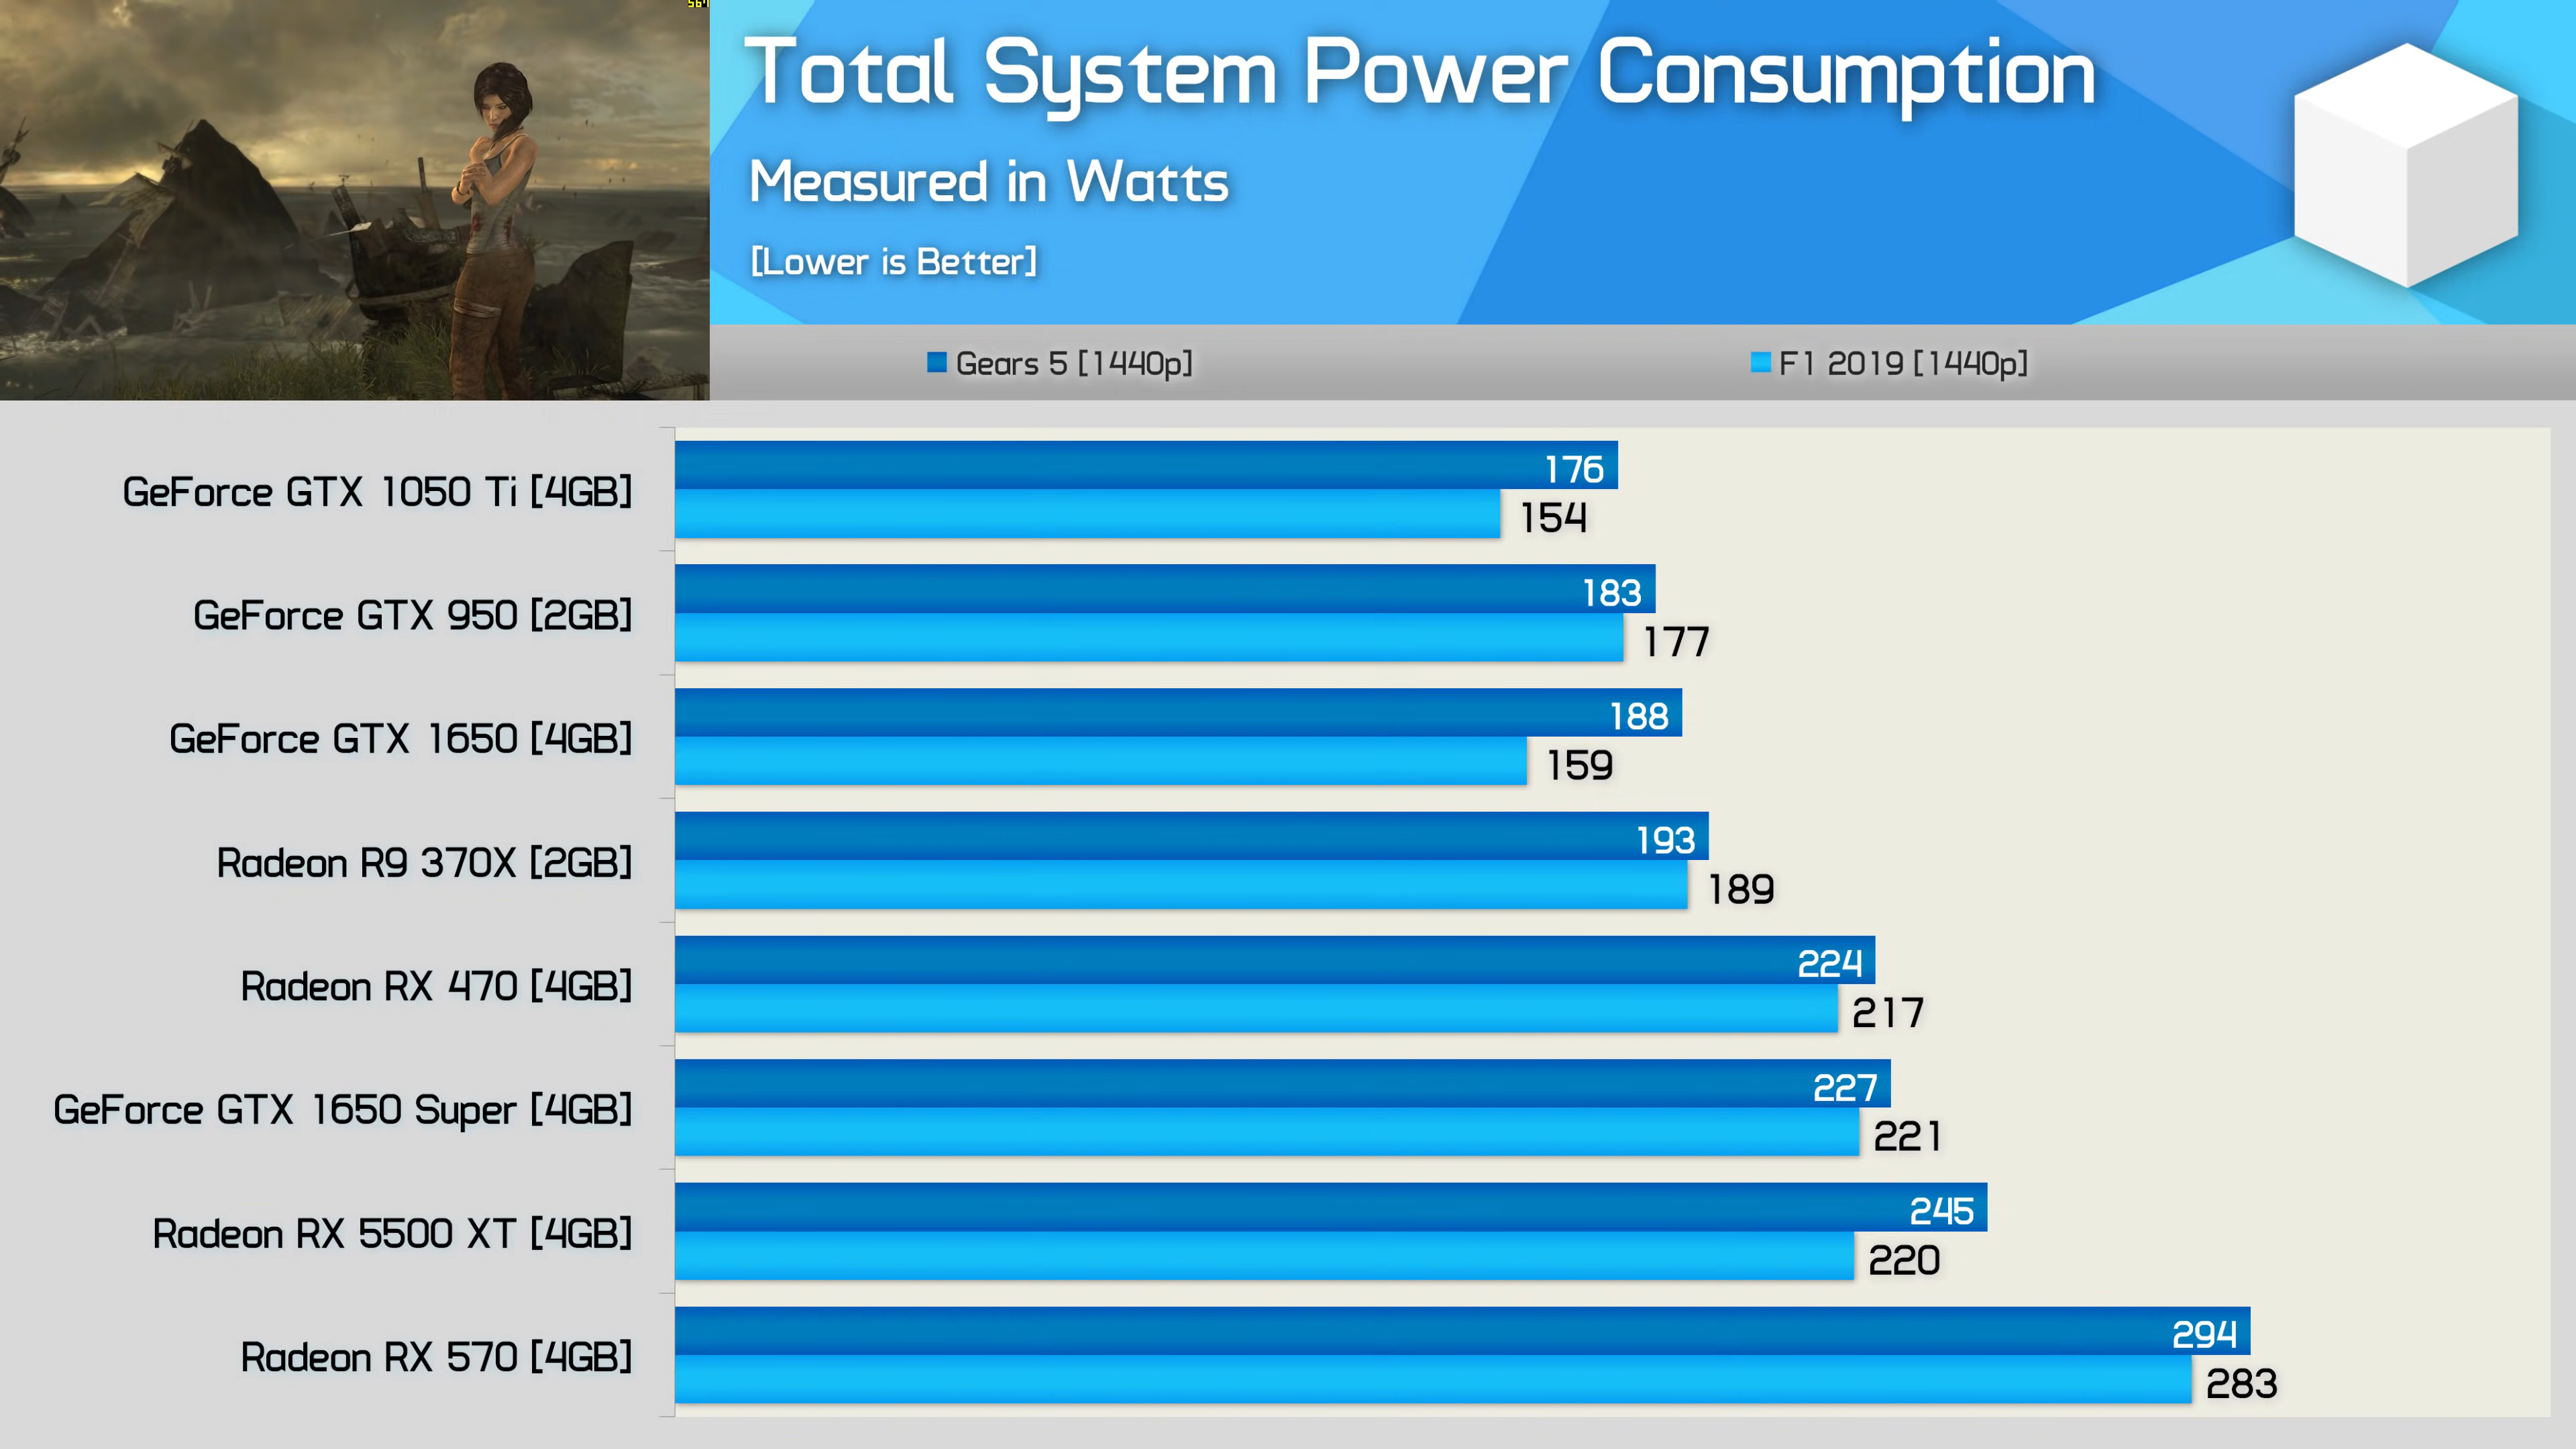 Total System Power Consumption
Measured in Watts
[Lower is Better]
Gears 5 [1440p]
F1 2019 [1440p]
GeForce GTX 1050 Ti [4GB]
176
154
GeForce GTX 950 [2GB]
183
177
GeForce GTX 1650 [4GB]
188
159
Radeon R9 370X [2GB]
193
189
Radeon RX 470 [4GB]
224
217
GeForce GTX 1650 Super [4GB]
227
221
Radeon RX 5500 XT [4GB]
245
220
Radeon RX 570 [4GB]
294
283